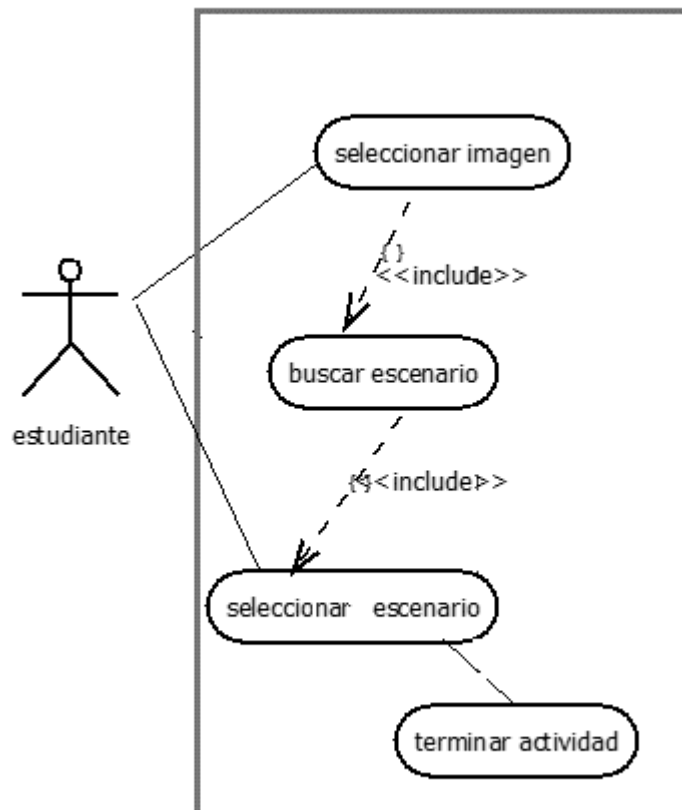 seleccionar imagen
{ }
<<include>>
buscar escenario
estudiante
{ }
<<include>>
seleccionar escenario
terminar actividad